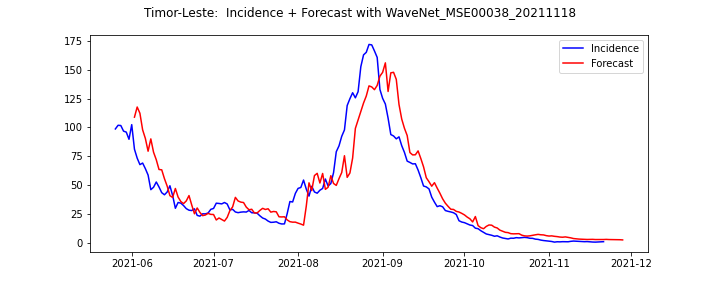 Timor-Leste:  Incidence + Forecast with WaveNet_MSE00038_20211118
Incidence
Forecast
175
150
125
100
75
50
25
0
2021-06 2021-07 2021-08 2021-09 2021-10 2021-11 2021-12